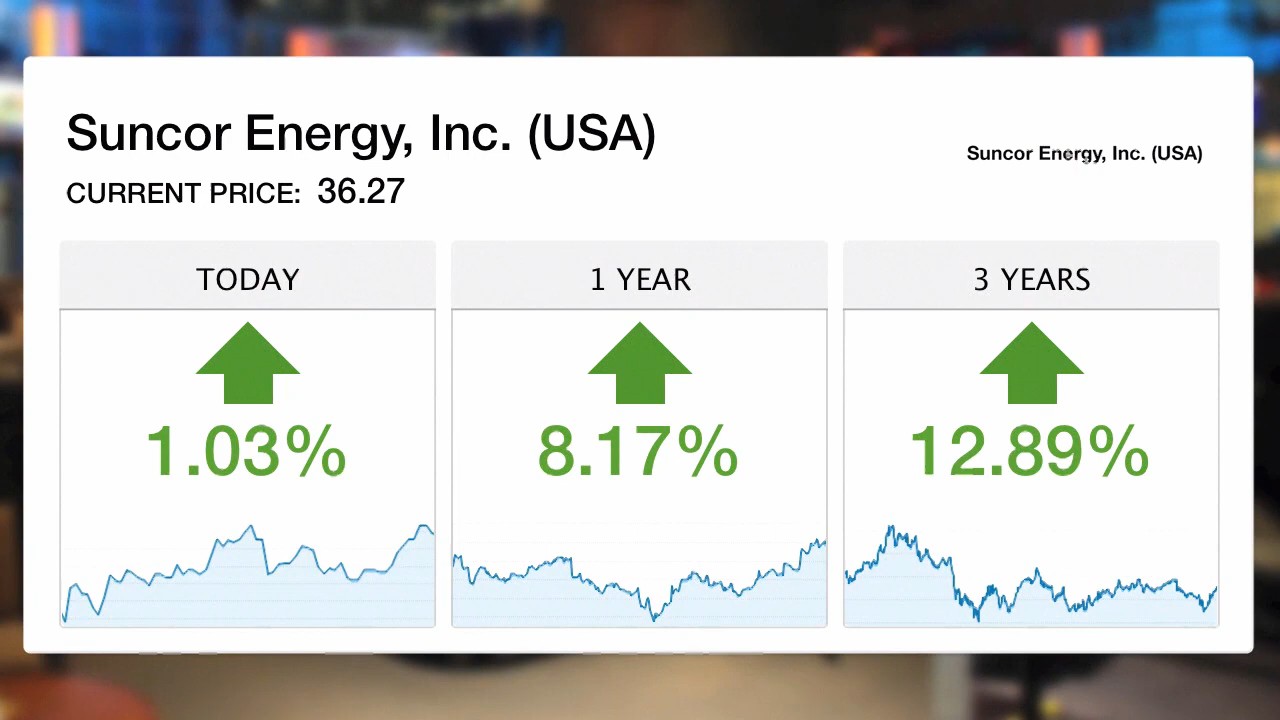 Suncor Energy, Inc. (USA)
Suncor Energy, Inc. (USA)
CURRENT PRICE: 36.27
TODAY
1 YEAR
3 YEARS
1.03%
8.17%
12.89%